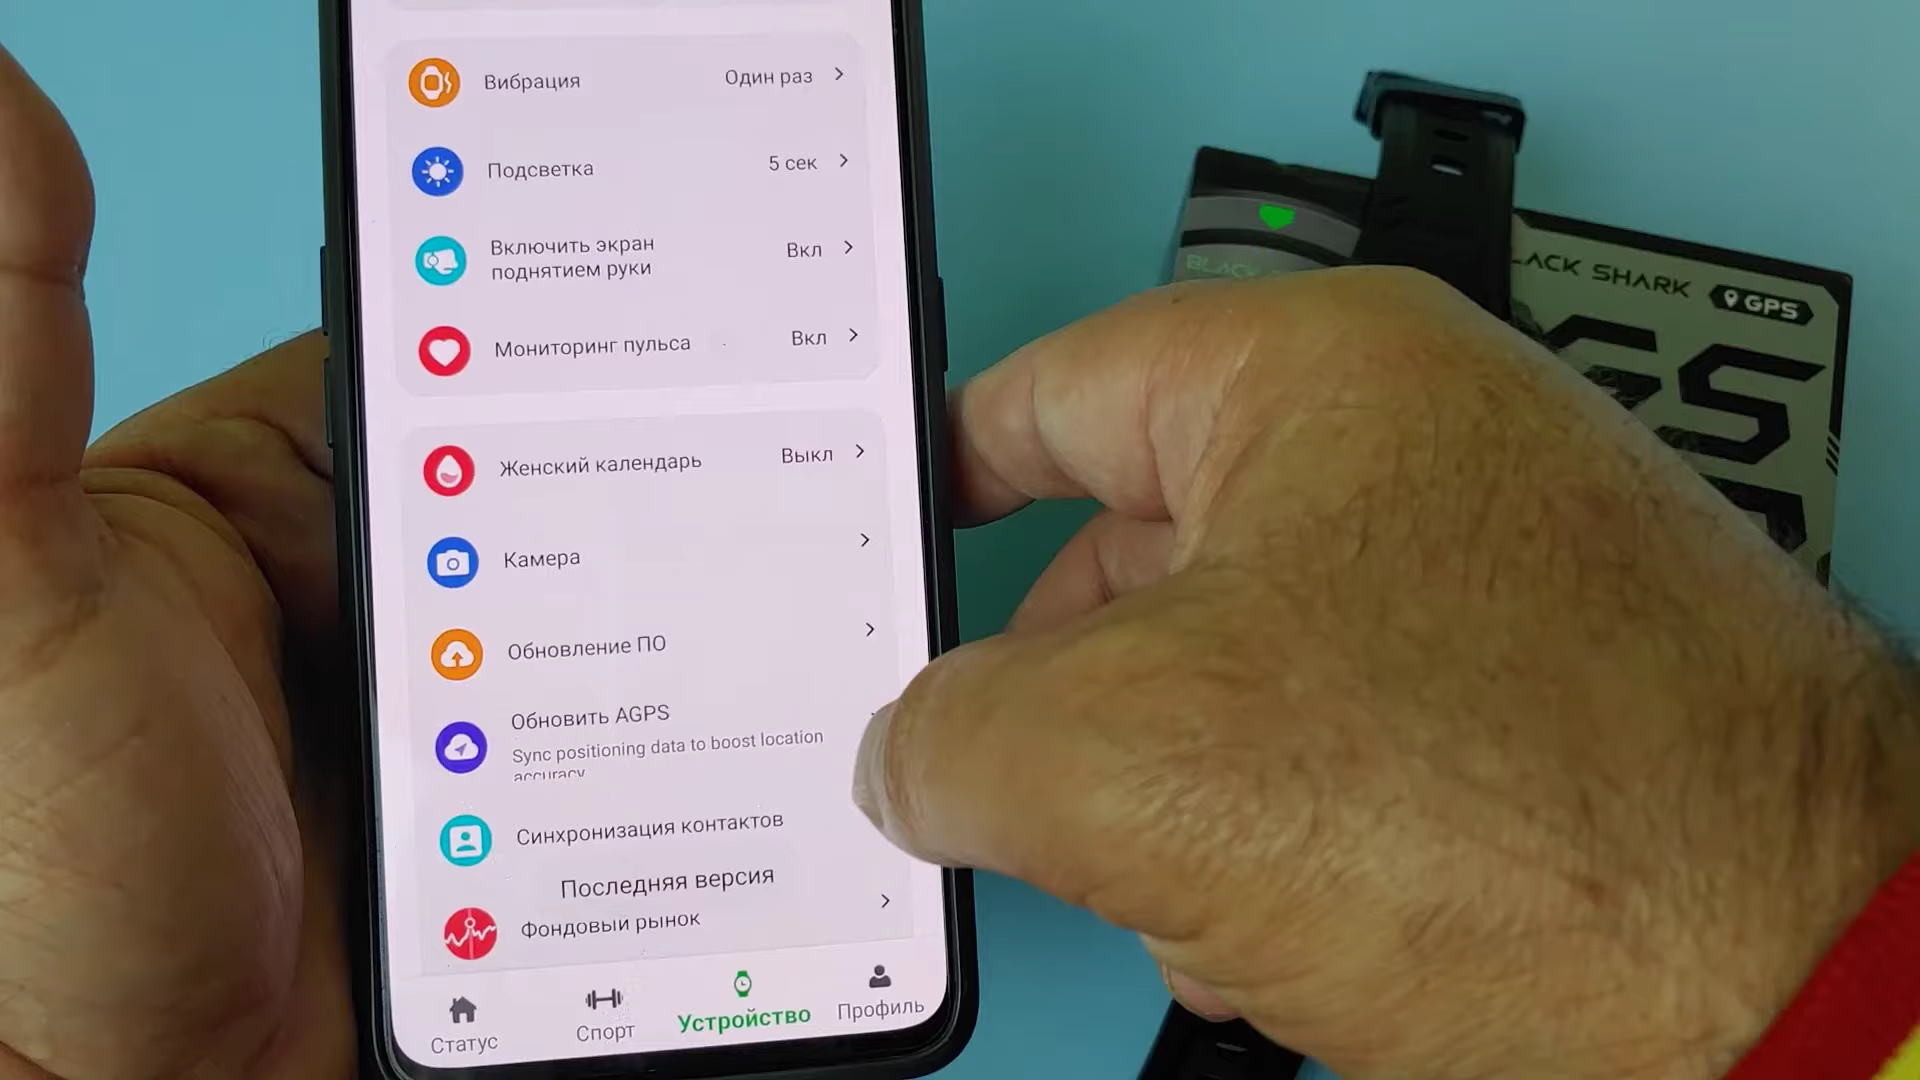 Вибрация Один раз
Подсветка 5 сек
Включить экран
поднятием руки Вкл
Мониторинг пульса Вкл
Женский календарь Выкл
Камера
Обновление ПО
Обновить AGPS
Sync positioning data to boost location
accuracy
Синхронизация контактов
Последняя версия
Фондовый рынок
Статус
Спорт
Устройство
Профиль
BLACK
SHARK
GPS